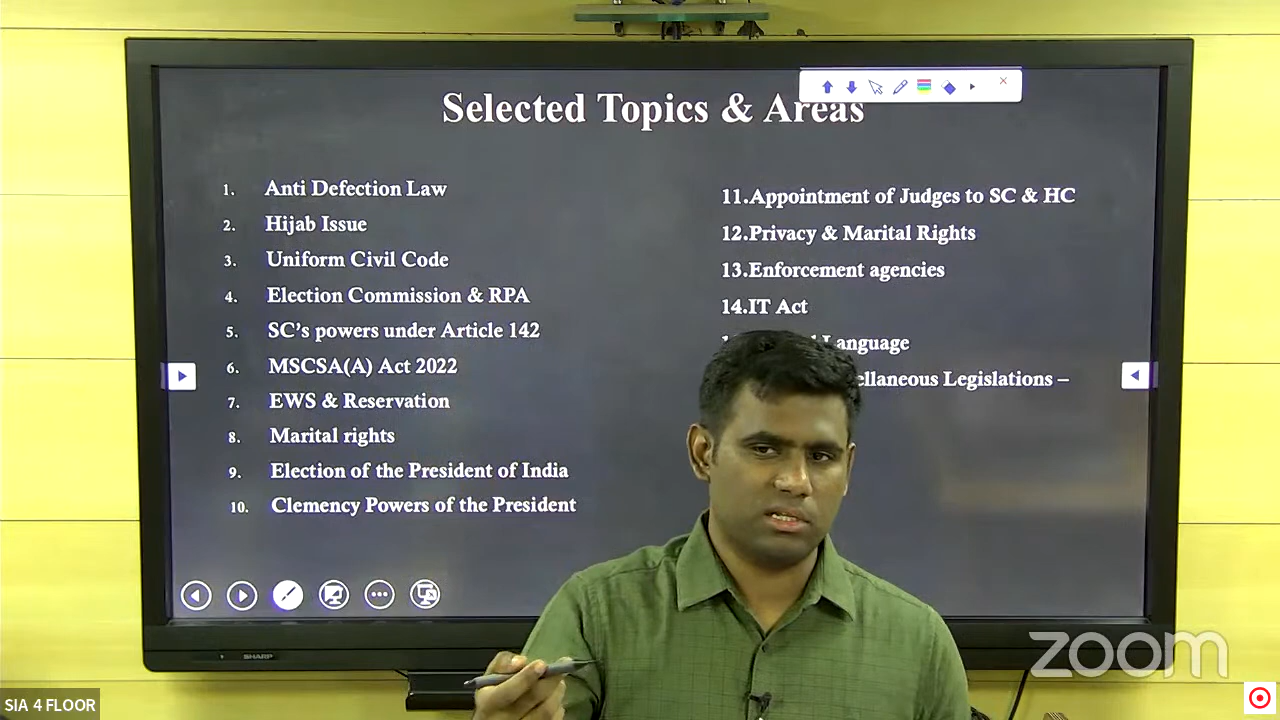 Selected Topics & Areas
1. Anti Defection Law
2. Hijab Issue
3. Uniform Civil Code
4. Election Commission & RPA
5. SC's powers under Article 142
6. MSCSA(A) Act 2022
7. EWS & Reservation
8. Marital rights
9. Election of the President of India
10. Clemency Powers of the President
11.Appointment of Judges to SC & HC
12.Privacy & Marital Rights
13.Enforcement agencies
14.IT Act
Language
Legislations –
SHARP
zoom
SIA 4 FLOOR